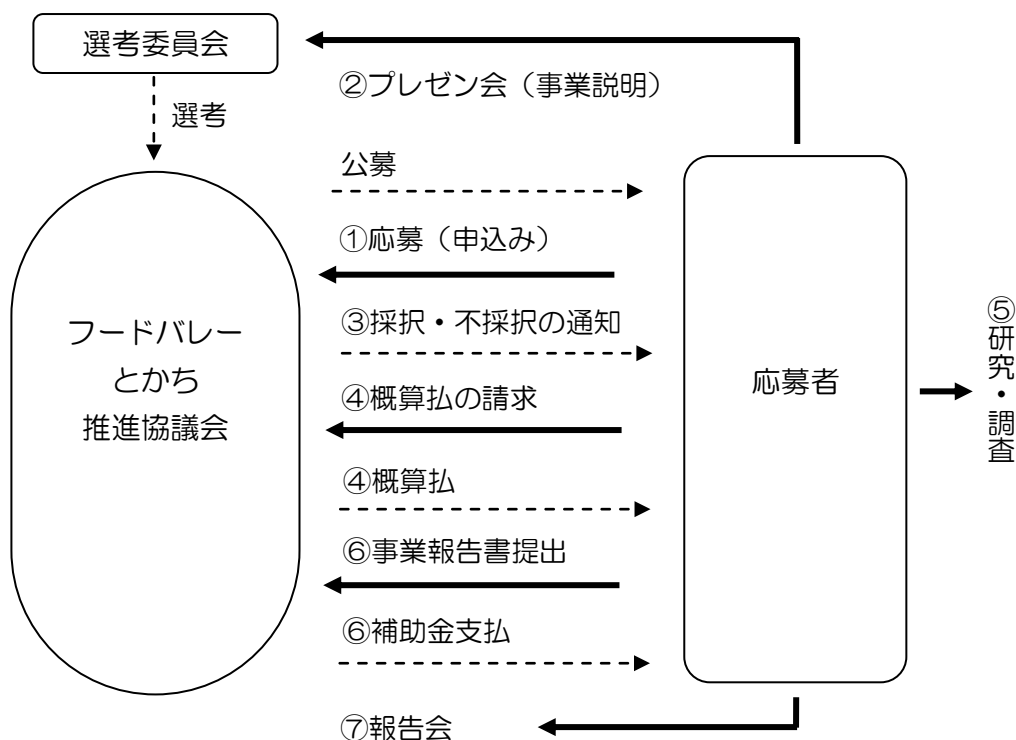 選考委員会
②プレゼン会（事業説明）
選考
公募
①応募（申込み）
フードバレー
とかち
推進協議会
③採択・不採択の通知
④概算払の請求
応募者
⑤研究・調査
④概算払
⑥事業報告書提出
⑥補助金支払
⑦報告会